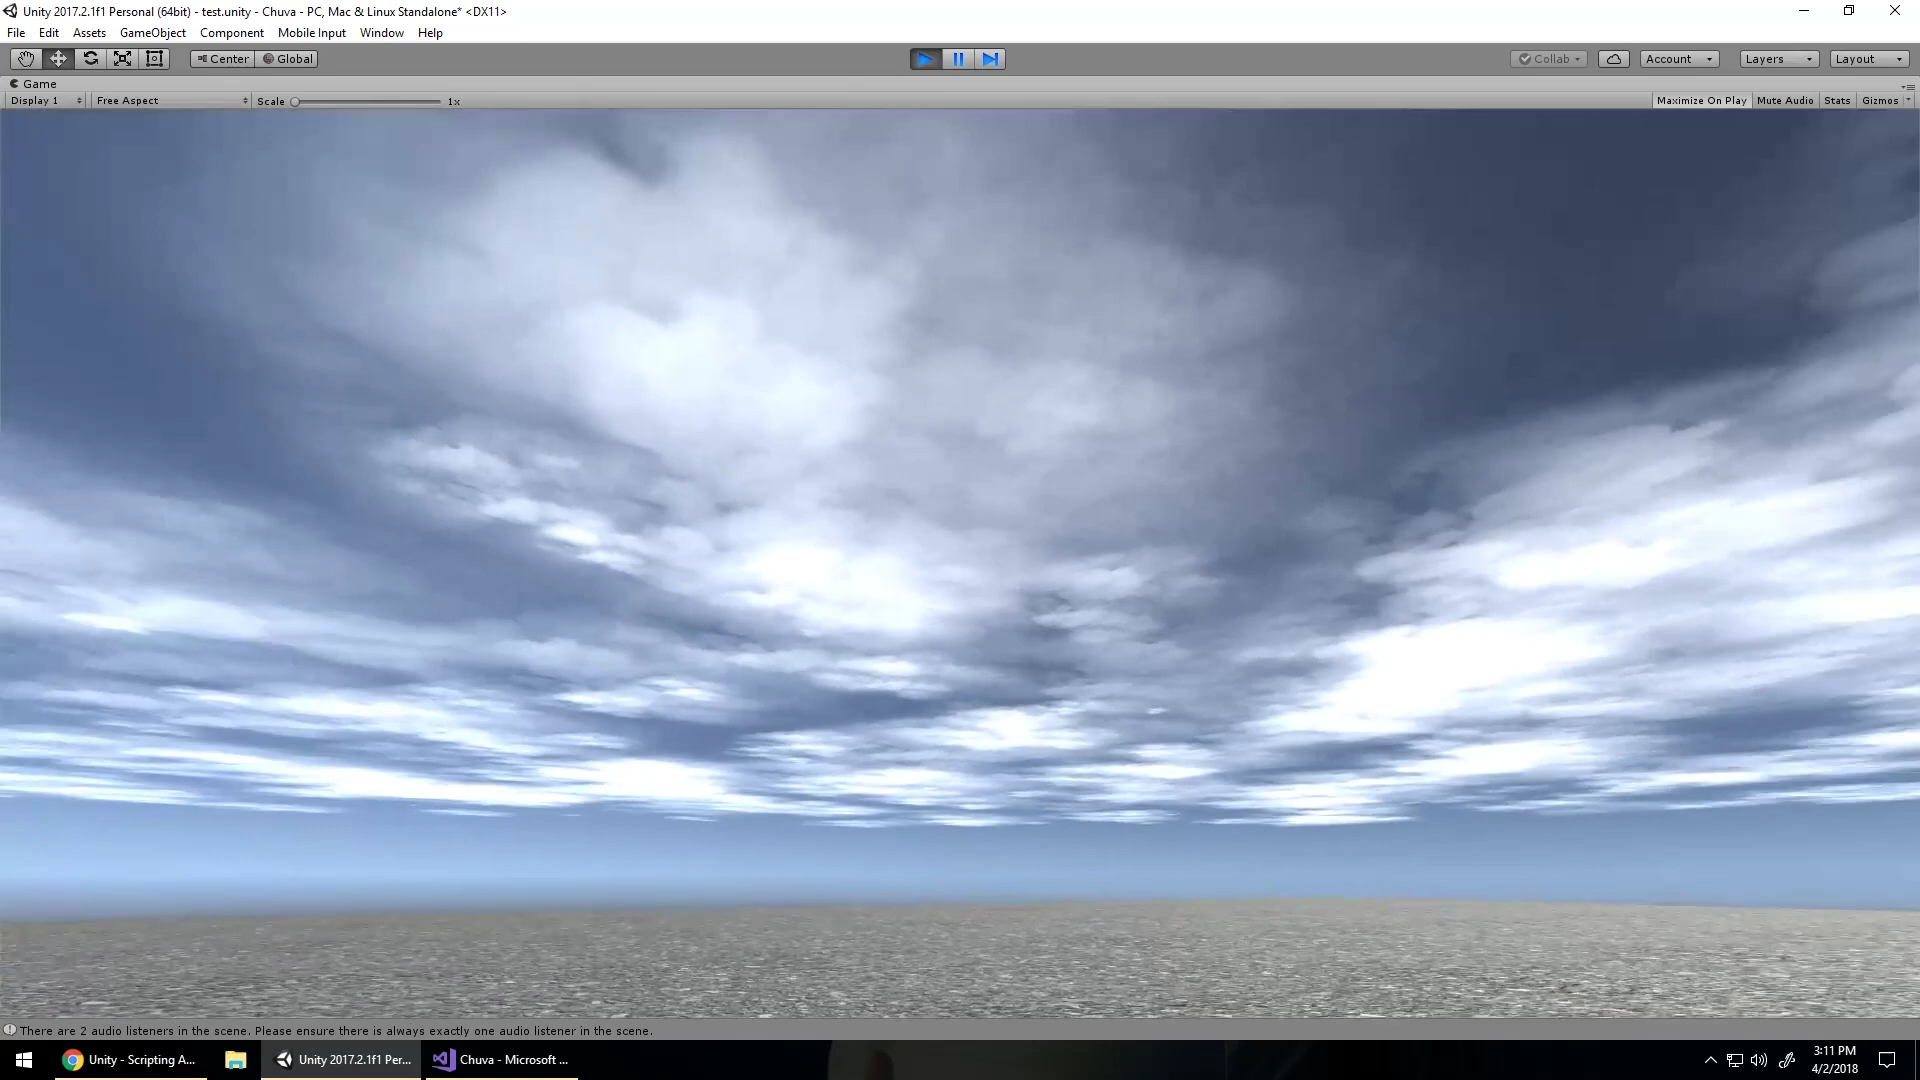 Unity 2017.2.1f1 Personal (64bit) - test.unity - Chuva - PC, Mac & Linux Standalone* <DX11>
File Edit Assets GameObject Component Mobile Input Window Help
Center Global Collab Account Layers Layout
Game
Display 1 Free Aspect Scale 1x Maximize On Play Mute Audio Stats Gizmos
There are 2 audio listeners in the scene. Please ensure there is always exactly one audio listener in the scene.
Unity - Scripting A... Unity 2017.2.1f1 Per... Chuva - Microsoft ... 3:11 PM
4/2/2018